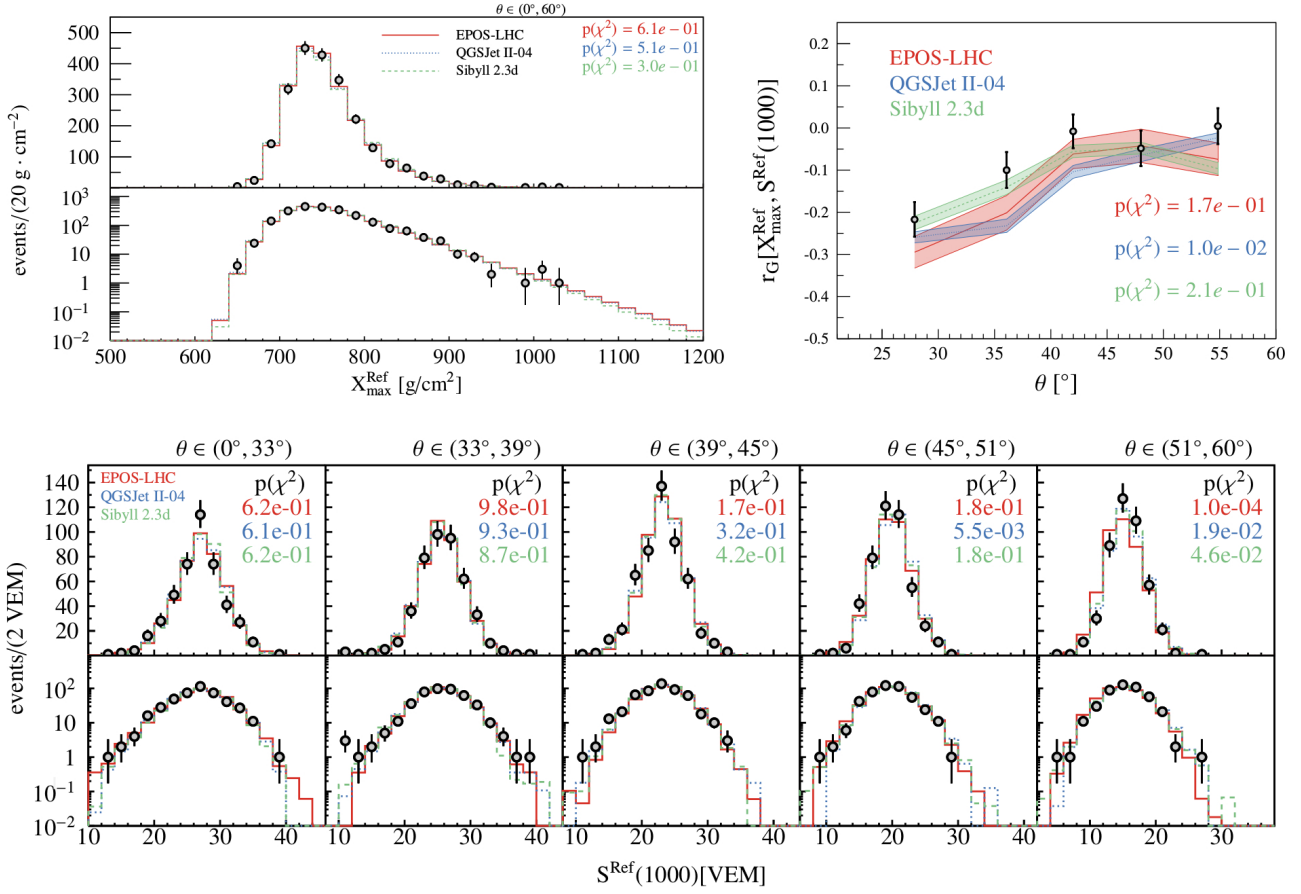 θ ∈ (0°, 60°)
EPOS-LHC
QGSJet II-04
Sibyll 2.3d
p(χ²) = 6.1e − 01
p(χ²) = 5.1e − 01
p(χ²) = 3.0e − 01
500
400
300
200
100
10³
10²
10
1
10⁻¹
10⁻²
events/(20 g · cm⁻²)
500 600 700 800 900 1000 1100 1200
X_max^Ref [g/cm²]
EPOS-LHC
QGSJet II-04
Sibyll 2.3d
p(χ²) = 1.7e − 01
p(χ²) = 1.0e − 02
p(χ²) = 2.1e − 01
0.2
0.1
0.0
-0.1
-0.2
-0.3
-0.4
-0.5
r_G[X_max^Ref, S^Ref(1000)]
25 30 35 40 45 50 55 60
θ [°]
θ ∈ (0°, 33°) θ ∈ (33°, 39°) θ ∈ (39°, 45°) θ ∈ (45°, 51°) θ ∈ (51°, 60°)
EPOS-LHC
QGSJet II-04
Sibyll 2.3d
p(χ²) p(χ²) p(χ²) p(χ²) p(χ²)
6.2e-01 9.8e-01 1.7e-01 1.8e-01 1.0e-04
6.1e-01 9.3e-01 3.2e-01 5.5e-03 1.9e-02
6.2e-01 8.7e-01 4.2e-01 1.8e-01 4.6e-02
140
120
100
80
60
40
20
10²
10
1
10⁻¹
10⁻²
events/(2 VEM)
10 20 30 40 20 30 40 10 20 30 40 10 20 30 40 10 20 30
S^Ref(1000)[VEM]